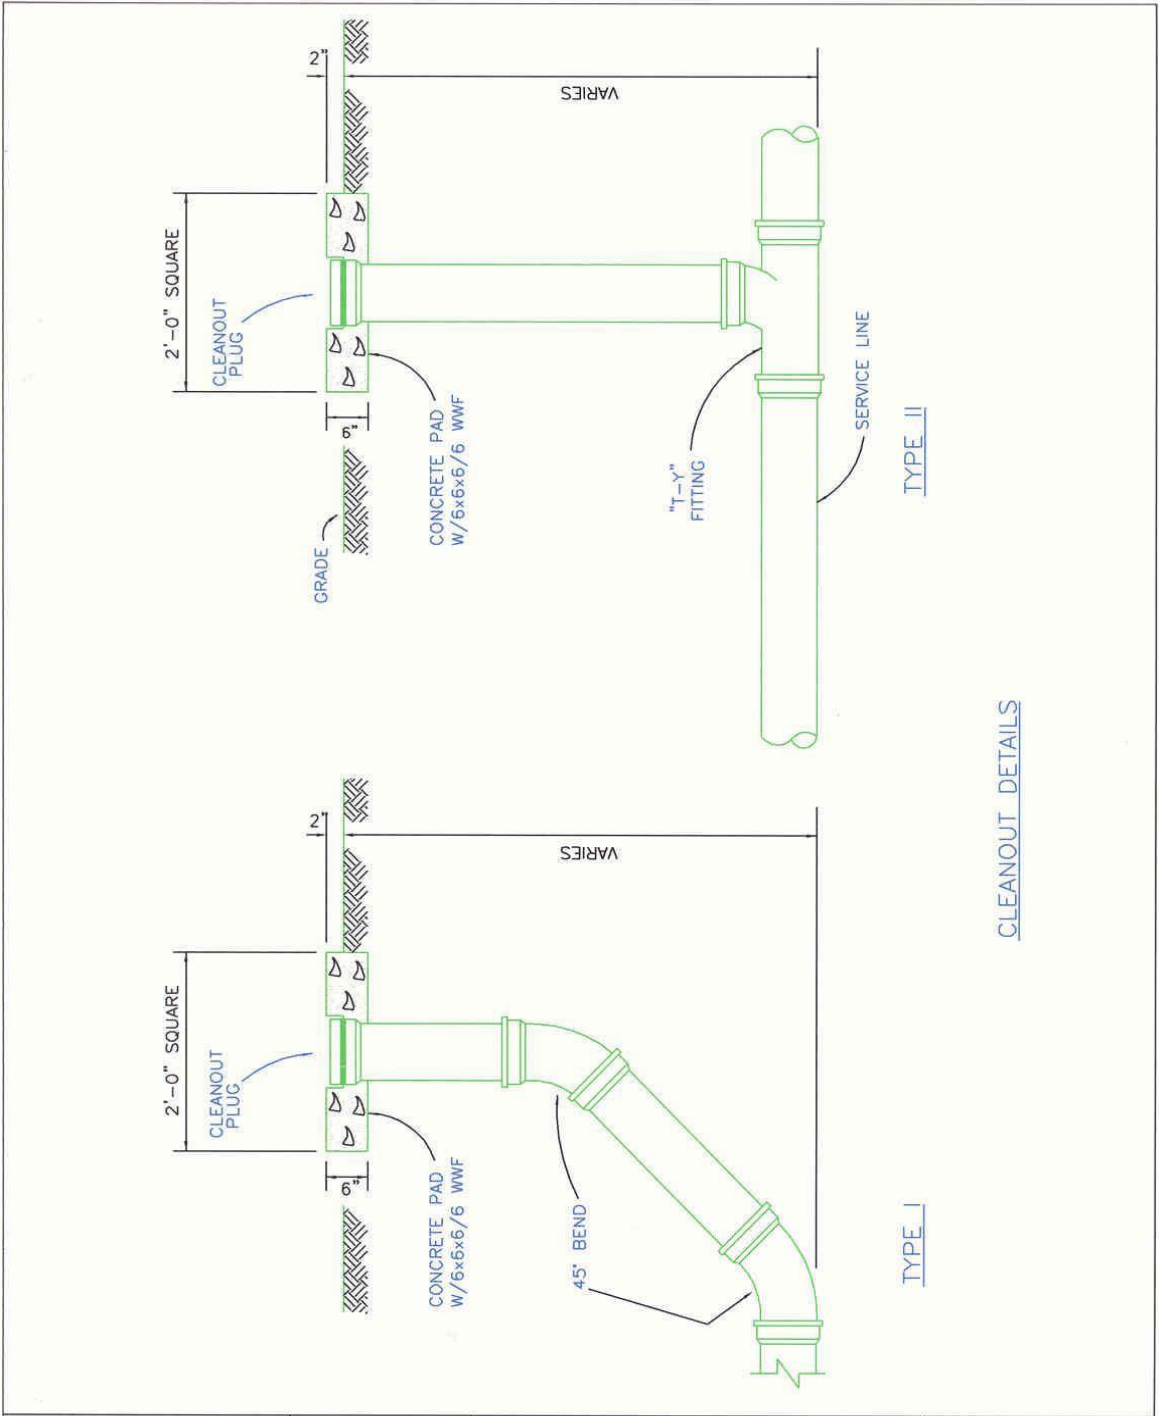 2'-0" SQUARE
CLEANOUT
PLUG
2"
6"
VARIES
CONCRETE PAD
W/6x6x6/6 WWF
45° BEND
TYPE I
2'-0" SQUARE
CLEANOUT
PLUG
2"
6"
GRADE
VARIES
CONCRETE PAD
W/6x6x6/6 WWF
"T-Y"
FITTING
SERVICE LINE
TYPE II
CLEANOUT DETAILS